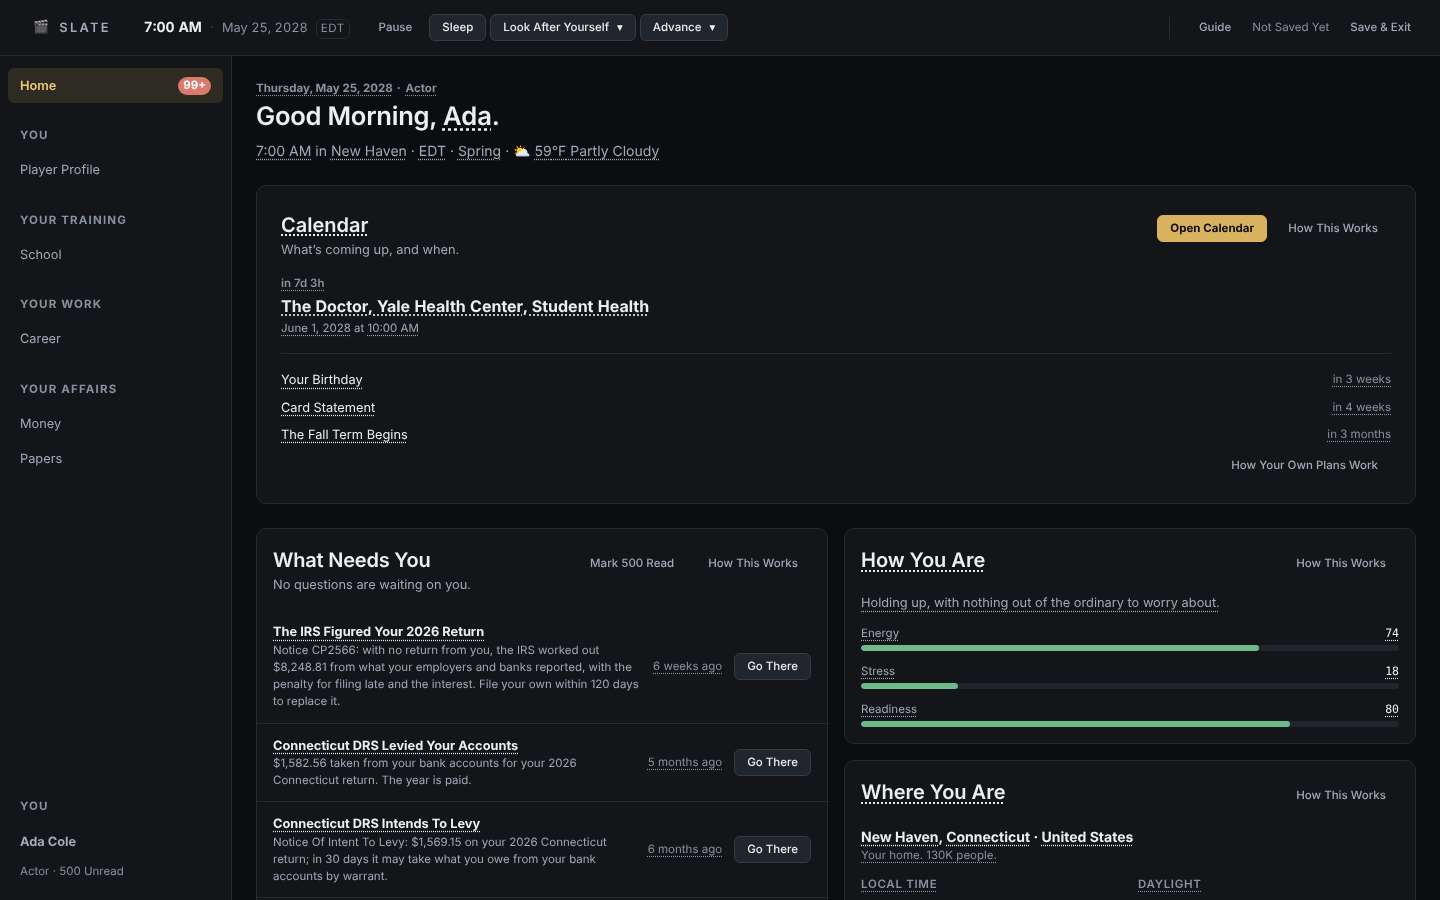 🎬 SLATE
7:00 AM · May 25, 2028 EDT
Pause
Sleep
Look After Yourself ▾
Advance ▾
Guide
Not Saved Yet
Save & Exit
Home
99+
YOU
Player Profile
YOUR TRAINING
School
YOUR WORK
Career
YOUR AFFAIRS
Money
Papers
YOU
Ada Cole
Actor · 500 Unread
Thursday, May 25, 2028 · Actor
Good Morning, Ada.
7:00 AM in New Haven · EDT · Spring · ⛅ 59°F Partly Cloudy
Calendar
What's coming up, and when.
Open Calendar
How This Works
in 7d 3h
The Doctor, Yale Health Center, Student Health
June 1, 2028 at 10:00 AM
Your Birthday
in 3 weeks
Card Statement
in 4 weeks
The Fall Term Begins
in 3 months
How Your Own Plans Work
What Needs You
Mark 500 Read
How This Works
No questions are waiting on you.
The IRS Figured Your 2026 Return
Notice CP2566: with no return from you, the IRS worked out
$8,248.81 from what your employers and banks reported, with the
penalty for filing late and the interest. File your own within 120 days
to replace it.
6 weeks ago
Go There
Connecticut DRS Levied Your Accounts
$1,582.56 taken from your bank accounts for your 2026
Connecticut return. The year is paid.
5 months ago
Go There
Connecticut DRS Intends To Levy
Notice Of Intent To Levy: $1,569.15 on your 2026 Connecticut
return; in 30 days it may take what you owe from your bank
accounts by warrant.
6 months ago
Go There
How You Are
How This Works
Holding up, with nothing out of the ordinary to worry about.
Energy
74
Stress
18
Readiness
80
Where You Are
How This Works
New Haven, Connecticut · United States
Your home. 130K people.
LOCAL TIME
DAYLIGHT